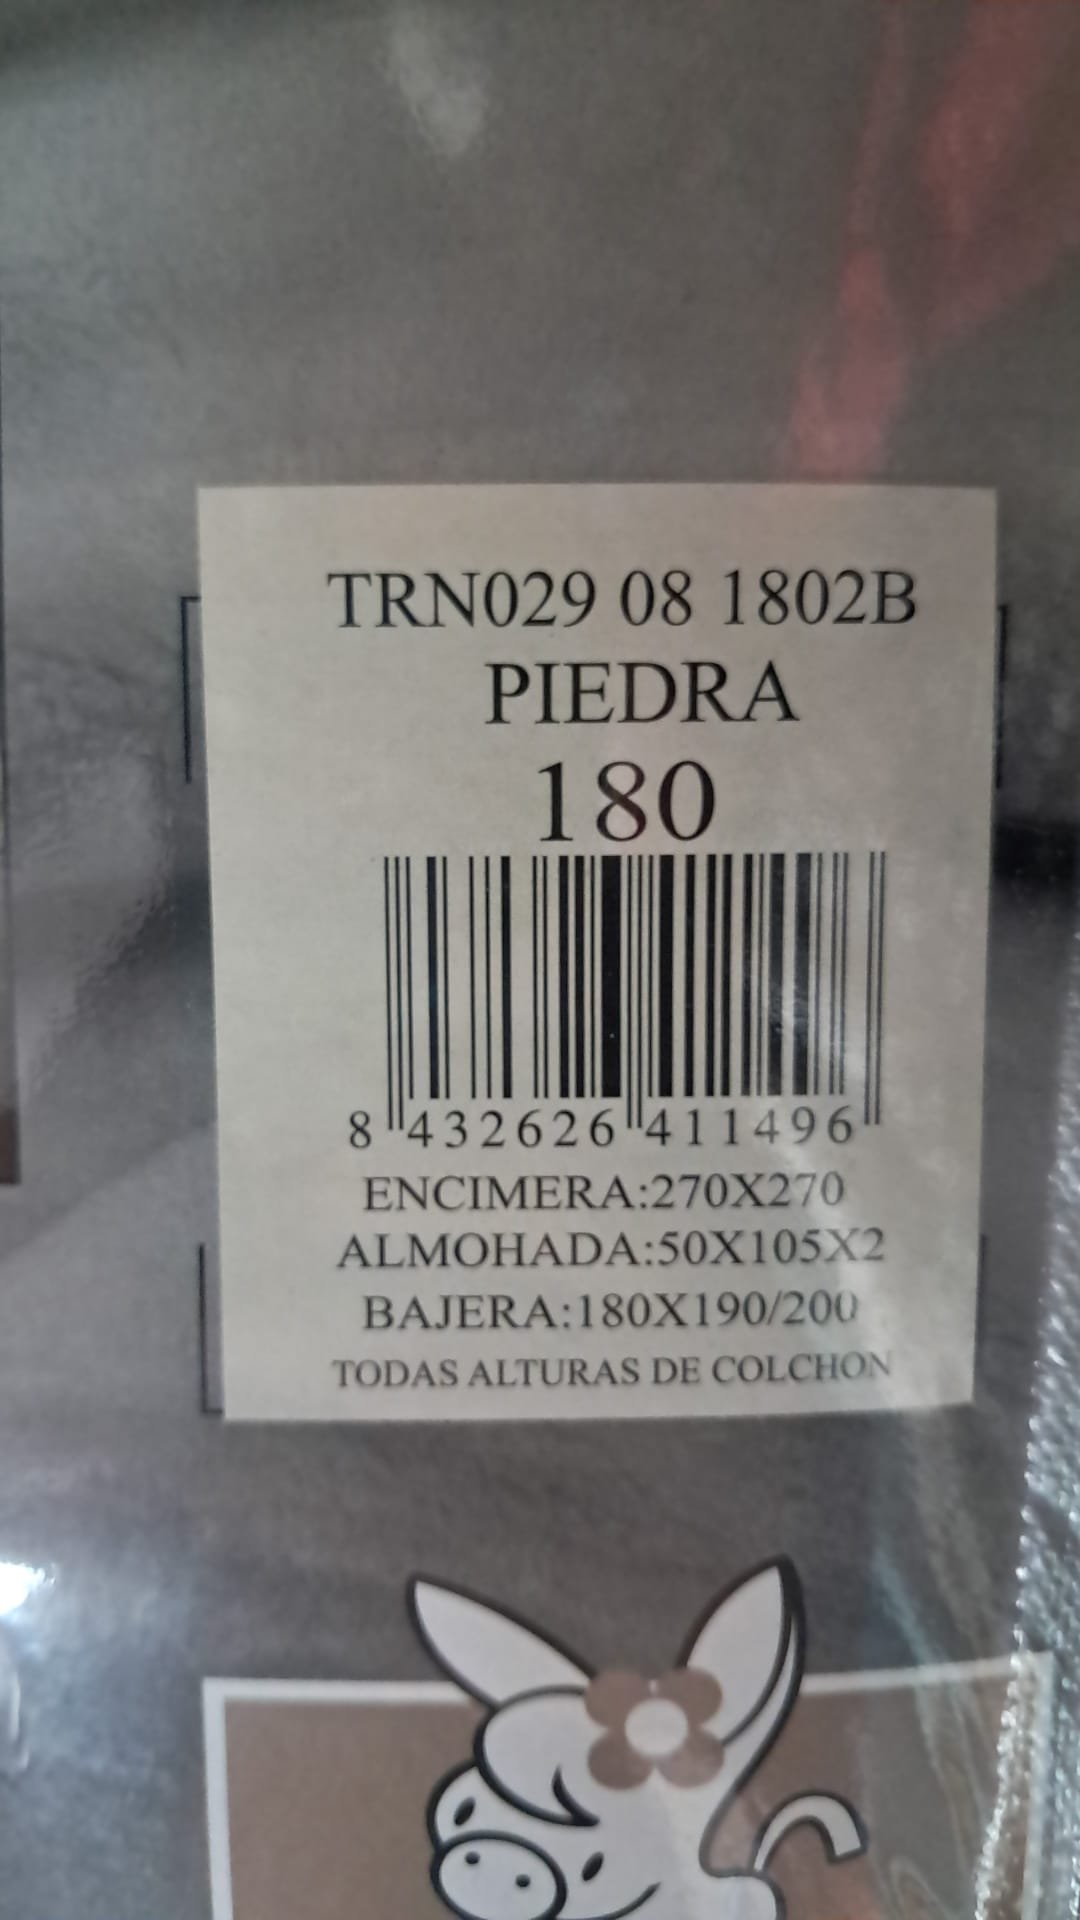 TRN029 08 1802B
PIEDRA
180
8 432626 411496
ENCIMERA:270X270
ALMOHADA:50X105X2
BAJERA:180X190/200
TODAS ALTURAS DE COLCHON